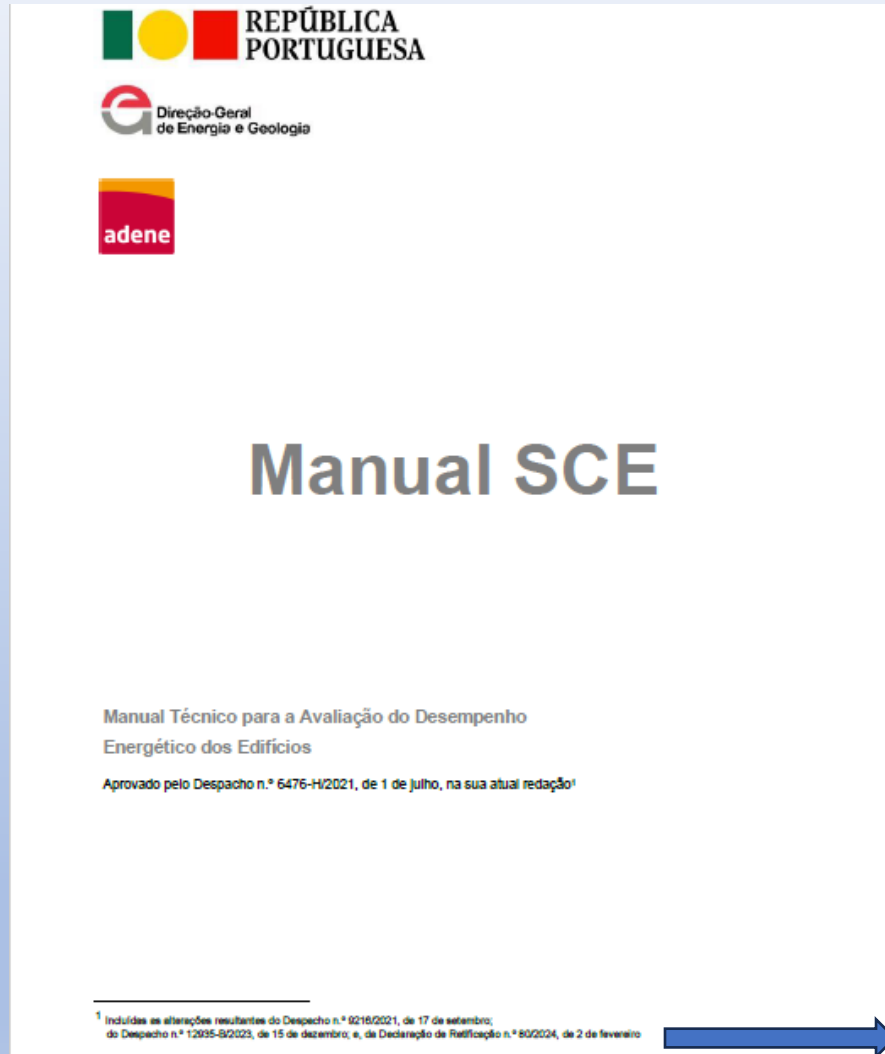 REPÚBLICA
PORTUGUESA
Direção-Geral
de Energia e Geologia
adene
Manual SCE
Manual Técnico para a Avaliação do Desempenho
Energético dos Edifícios
Aprovado pelo Despacho n.º 6476-H/2021, de 1 de julho, na sua atual redação¹
¹ Incluídas as alterações resultantes do Despacho n.º 9216/2021, de 17 de setembro;
do Despacho n.º 12935-B/2023, de 15 de dezembro; e, da Declaração de Retificação n.º 80/2024, de 2 de fevereiro